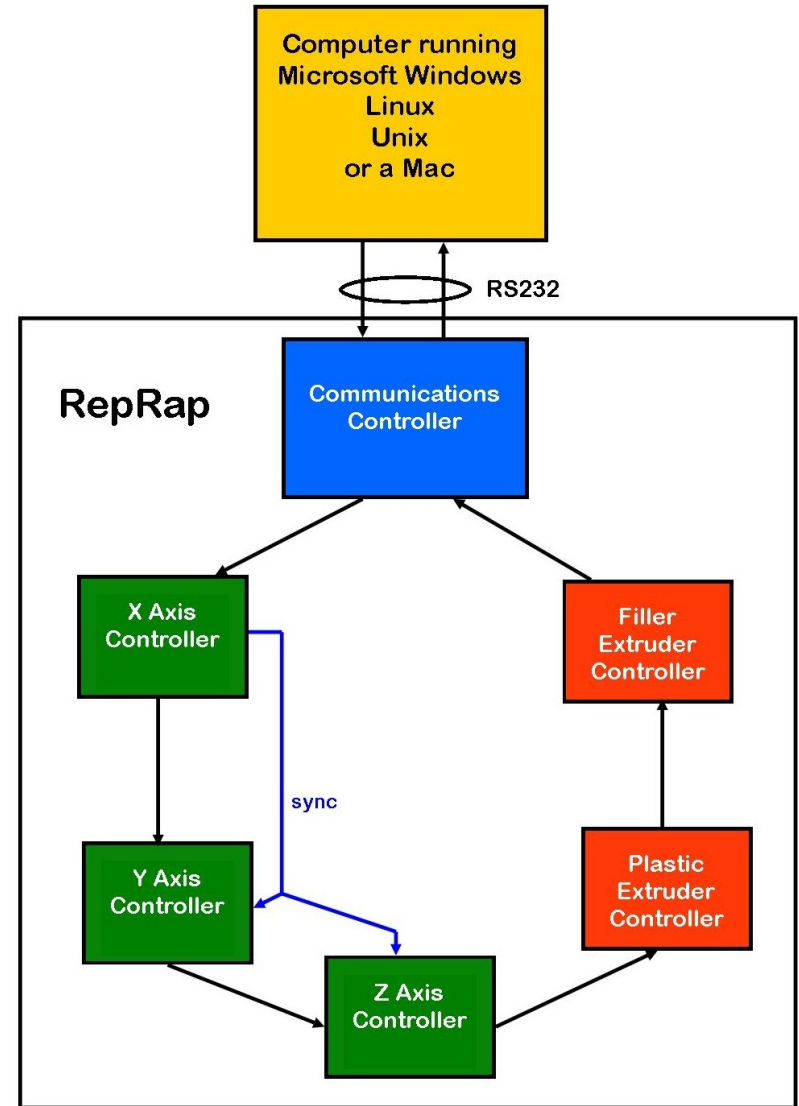 Computer running
Microsoft Windows
Linux
Unix
or a Mac
RS232
RepRap
Communications
Controller
X Axis
Controller
Filler
Extruder
Controller
sync
Y Axis
Controller
Plastic
Extruder
Controller
Z Axis
Controller